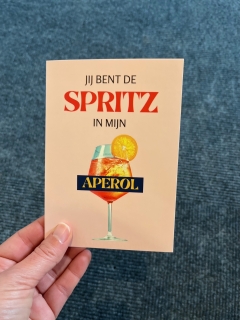 JIJ BENT DE
SPRITZ
IN MIJN
APEROL